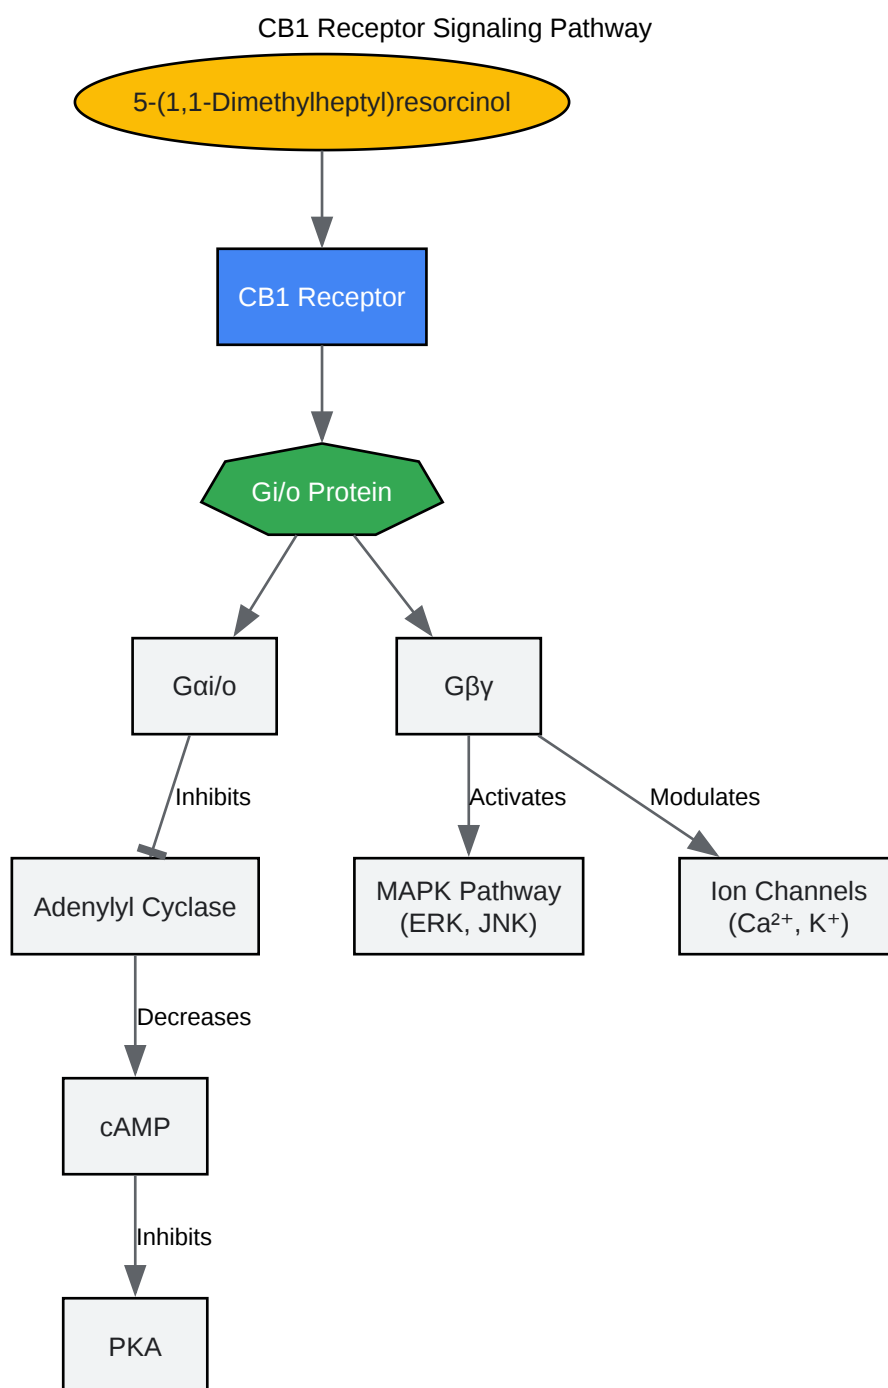 CB1 Receptor Signaling Pathway
5-(1,1-Dimethylheptyl)resorcinol
CB1 Receptor
Gi/o Protein
Gαi/o
Gβγ
Inhibits
Activates
Modulates
Adenylyl Cyclase
MAPK Pathway
(ERK, JNK)
Ion Channels
(Ca²⁺, K⁺)
Decreases
cAMP
Inhibits
PKA